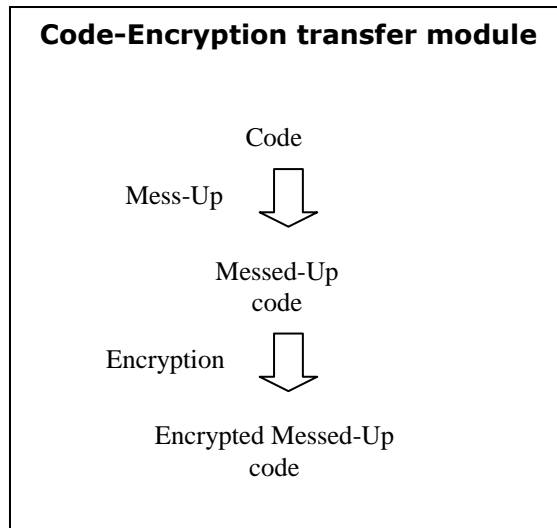 Code-Encryption transfer module
Code
Mess-Up
Messed-Up
code
Encryption
Encrypted Messed-Up
code